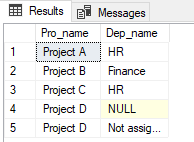 Results Messages
Pro_name Dep_name
1 Project A HR
2 Project B Finance
3 Project C HR
4 Project D NULL
5 Project D Not assig...